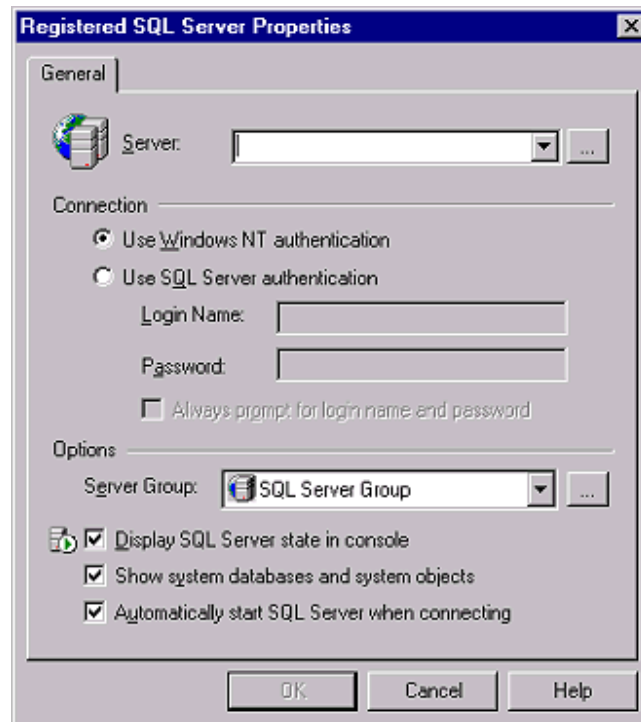 Registered SQL Server Properties
General
Server:
...
Connection
Use Windows NT authentication
Use SQL Server authentication
Login Name:
Password:
Always prompt for login name and password
Options
Server Group: SQL Server Group
...
Display SQL Server state in console
Show system databases and system objects
Automatically start SQL Server when connecting
OK Cancel Help